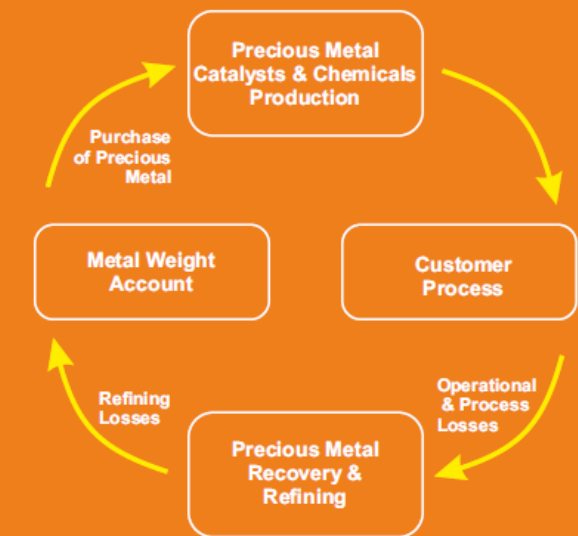 Precious Metal
Catalysts & Chemicals
Production
Purchase
of Precious
Metal
Metal Weight
Account
Customer
Process
Refining
Losses
Operational
& Process
Losses
Precious Metal
Recovery &
Refining